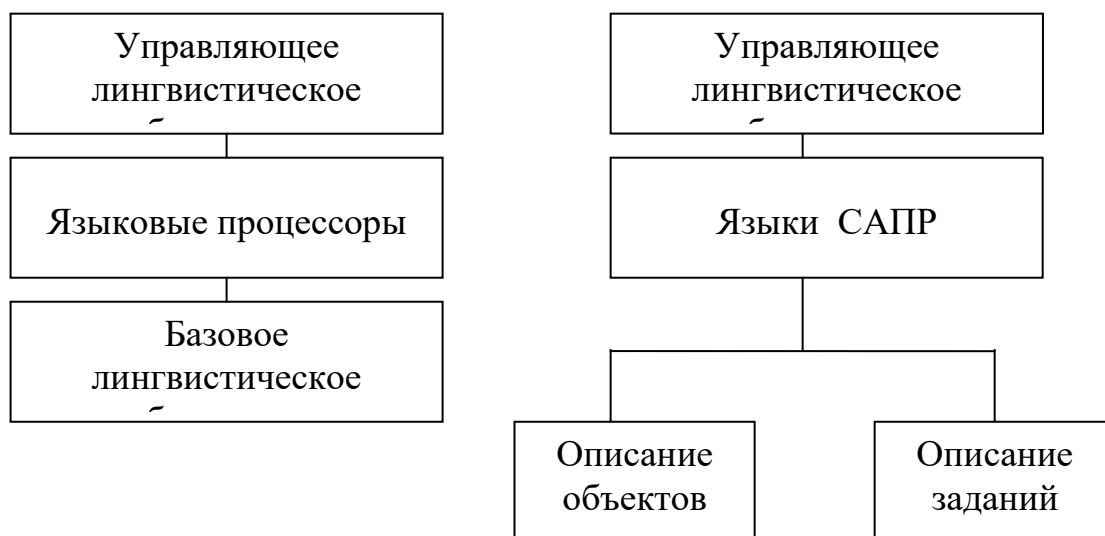 Управляющее
лингвистическое
Управляющее
лингвистическое
Языковые процессоры
Языки САПР
Базовое
лингвистическое
Описание
объектов
Описание
заданий